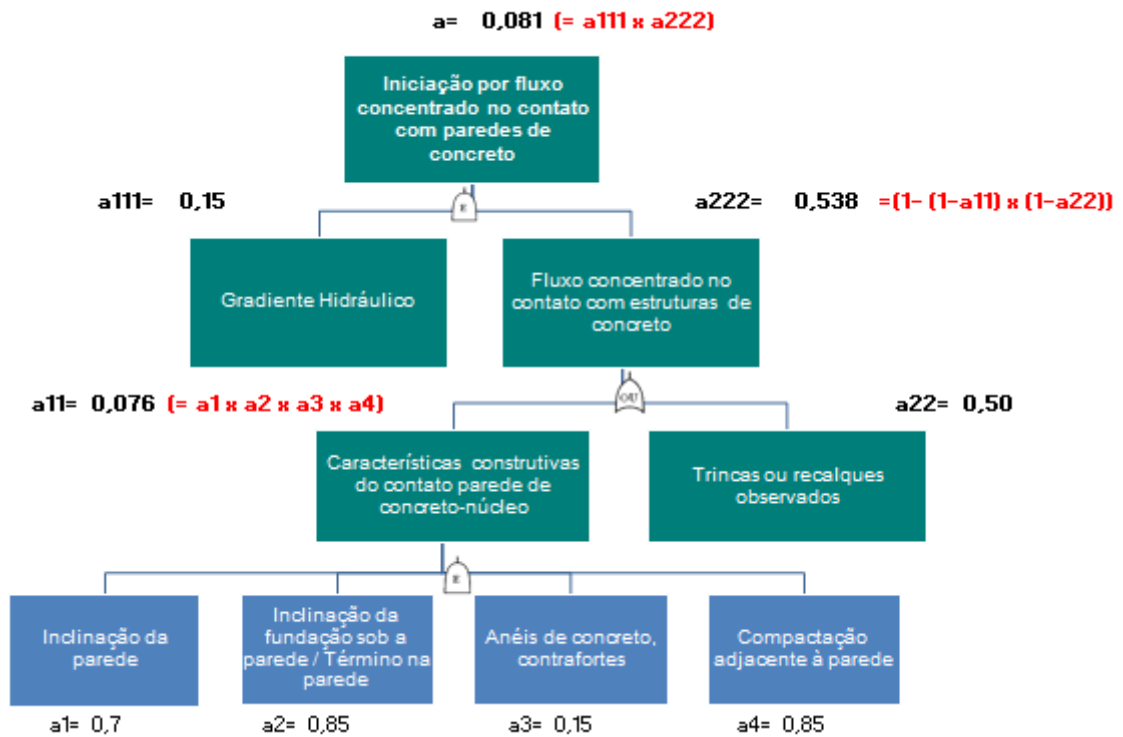 a= 0,081 (= a111 x a222)
Iniciação por fluxo
concentrado no contato
com paredes de
concreto
a111= 0,15
E
a222= 0,538 =(1- (1-a11) x (1-a22))
Gradiente Hidráulico
Fluxo concentrado no
contato com estruturas de
concreto
a11= 0,076 (= a1 x a2 x a3 x a4)
OU
a22= 0,50
Características construtivas
do contato parede de
concreto-núcleo
Trincas ou recalques
observados
E
Inclinação da
parede
Inclinação da
fundação sob a
parede / Término na
parede
Anéis de concreto,
contrafortes
Compactação
adjacente à parede
a1= 0,7
a2= 0,85
a3= 0,15
a4= 0,85